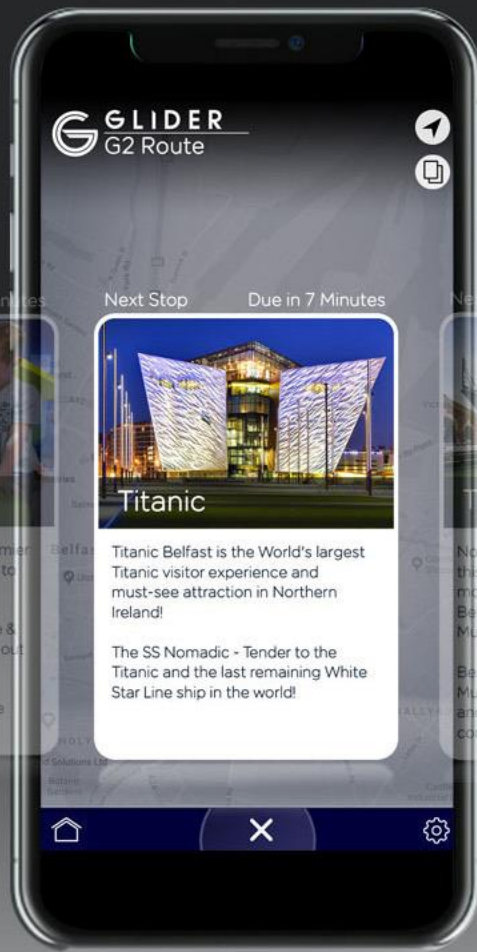 GLIDER
G2 Route
Next Stop
Due in 7 Minutes
Titanic
Titanic Belfast is the World's largest
Titanic visitor experience and
must-see attraction in Northern
Ireland!
The SS Nomadic - Tender to the
Titanic and the last remaining White
Star Line ship in the world!